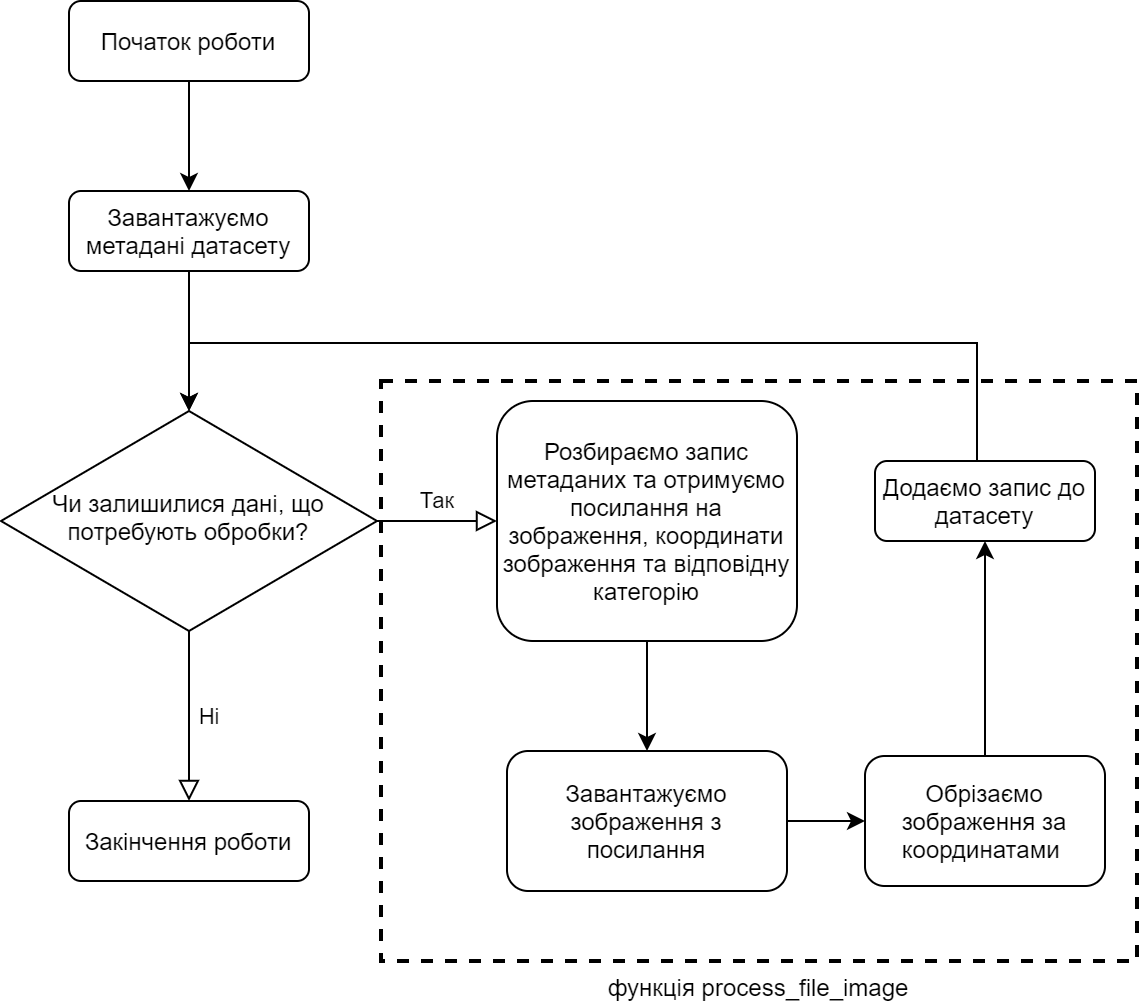 Початок роботи
Завантажуємо
метадані датасету
Чи залишилися дані, що
потребують обробки?
Так
Розбираємо запис
метаданих та отримуємо
посилання на
зображення, координати
зображення та відповідну
категорію
Додаємо запис до
датасету
Ні
Завантажуємо
зображення з
посилання
Обрізаємо
зображення за
координатами
Закінчення роботи
функція process_file_image